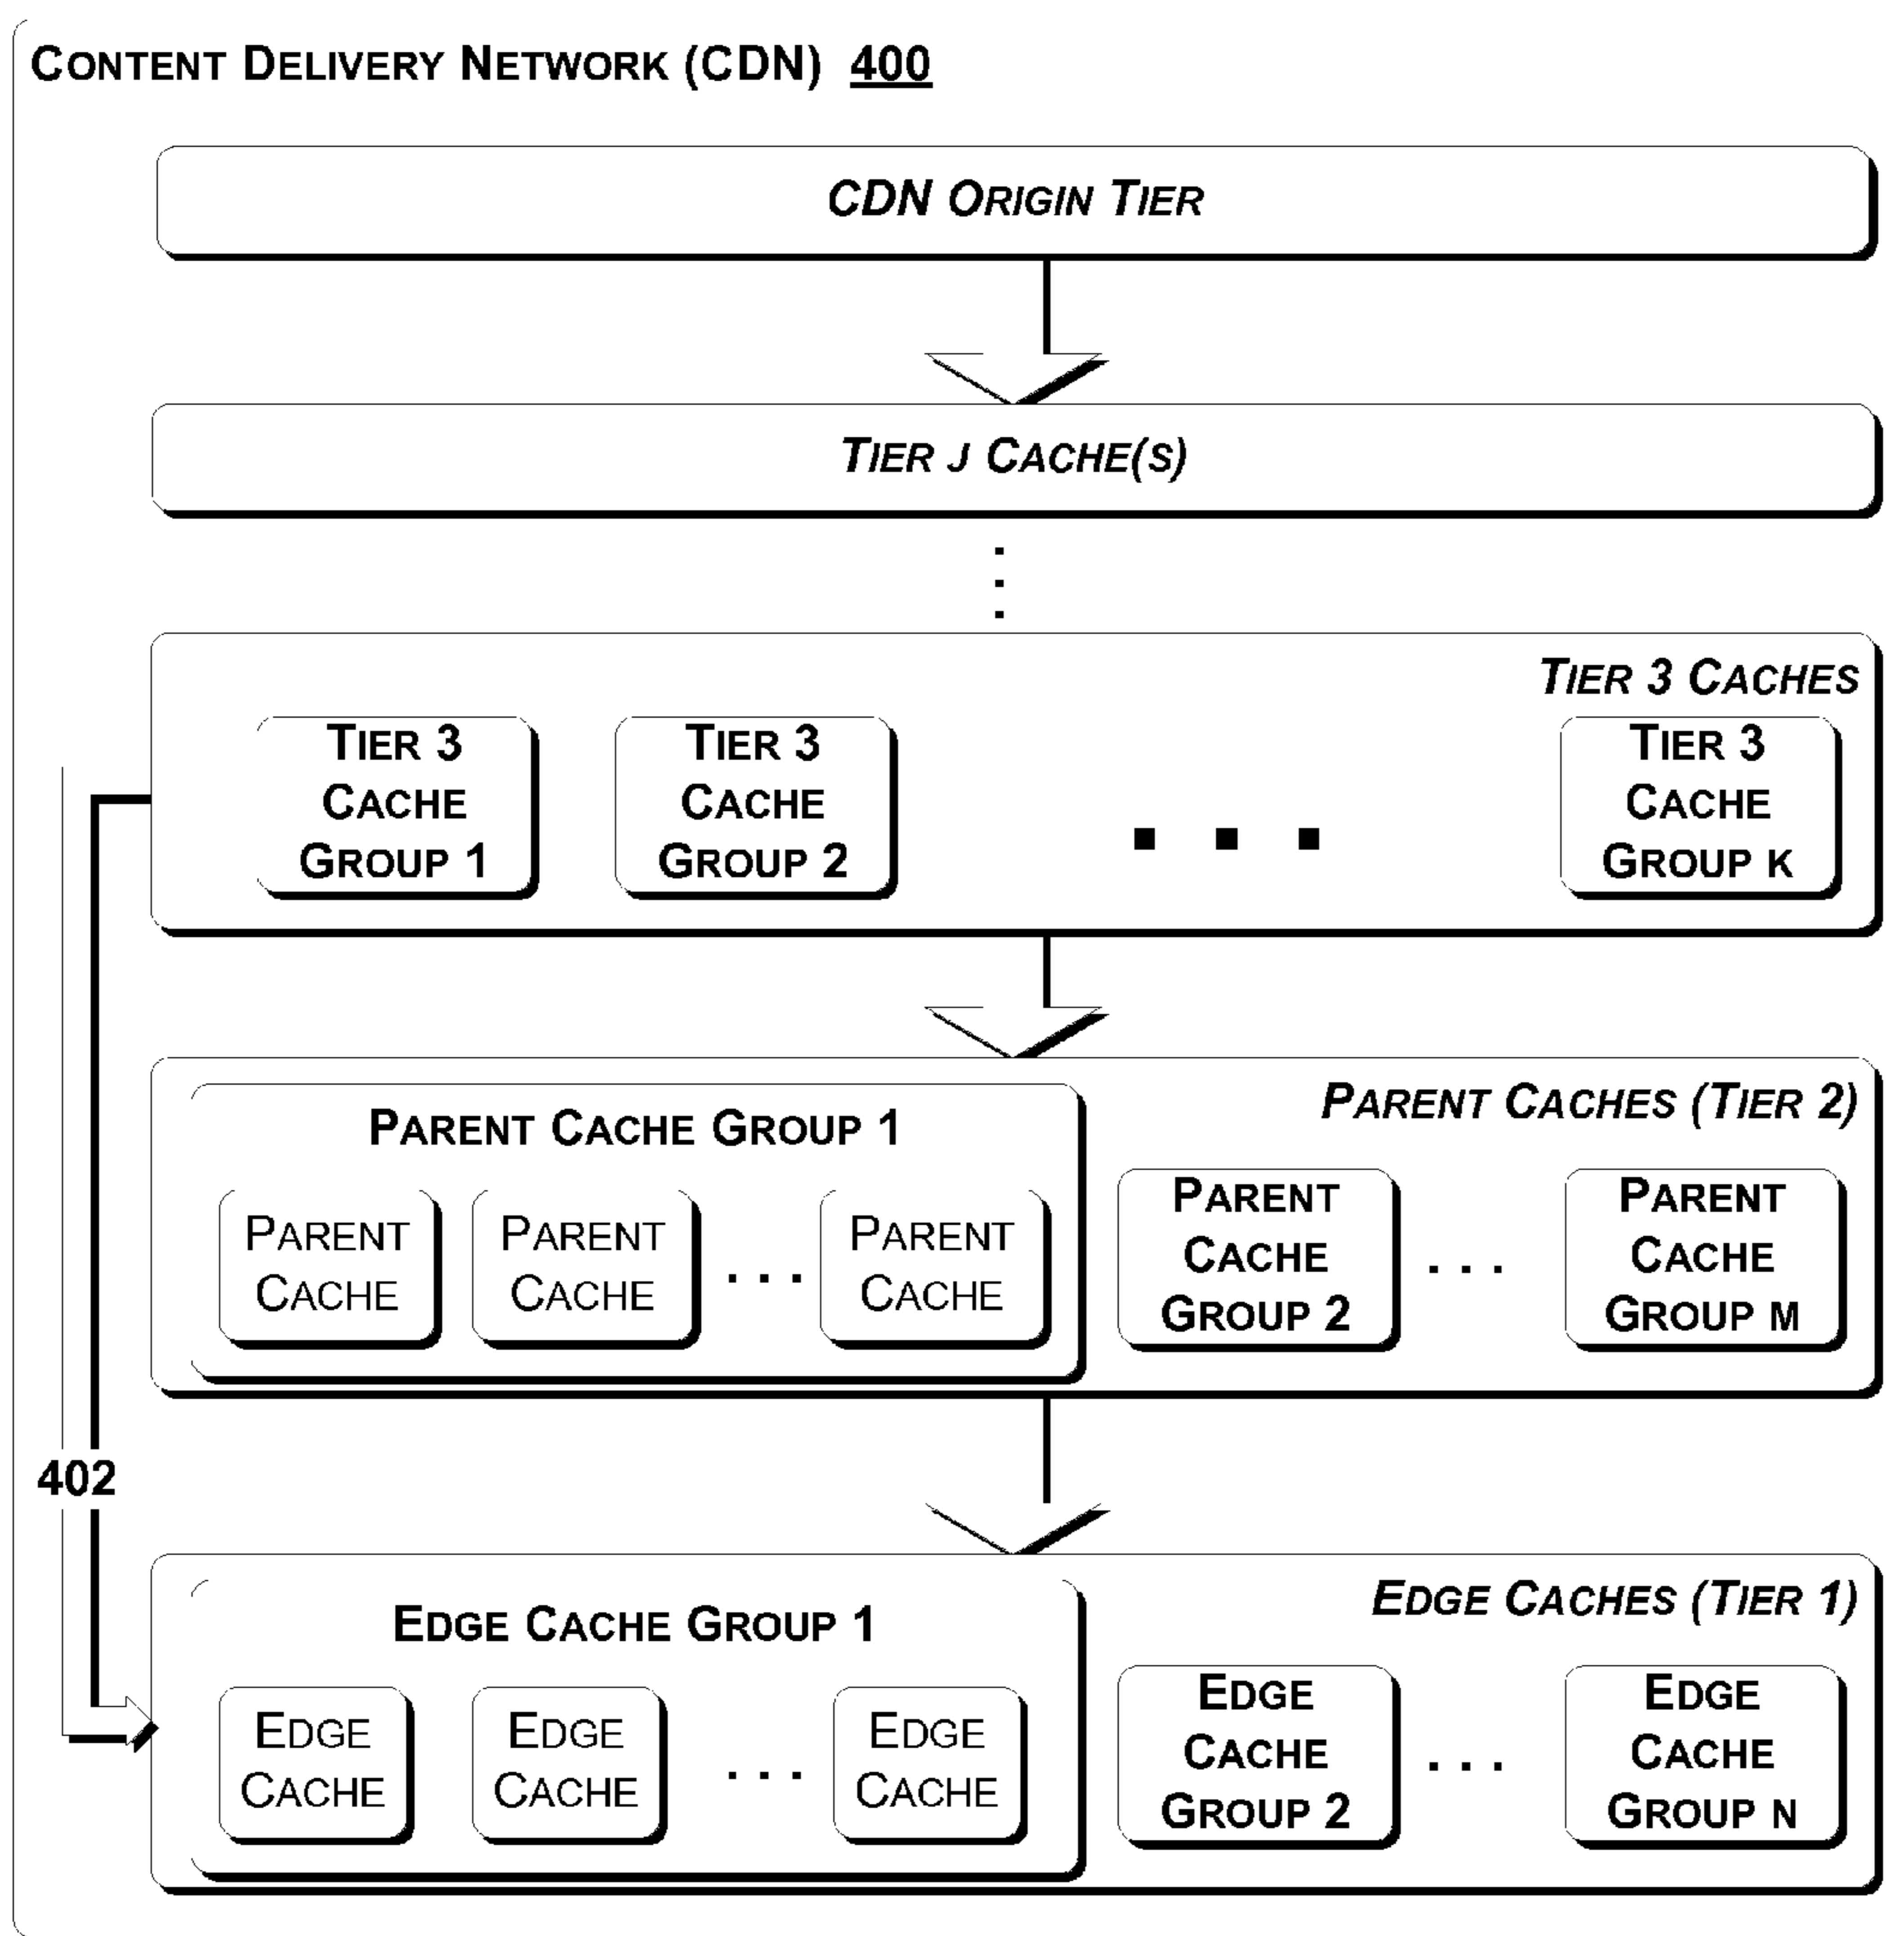 CONTENT DELIVERY NETWORK (CDN) 400
CDN ORIGIN TIER
TIER J CACHE(S)
TIER 3 CACHES
TIER 3
CACHE
GROUP 1
TIER 3
CACHE
GROUP 2
TIER 3
CACHE
GROUP K
PARENT CACHES (TIER 2)
PARENT CACHE GROUP 1
PARENT
CACHE
PARENT
CACHE
. . .
PARENT
CACHE
PARENT
CACHE
GROUP 2
. . .
PARENT
CACHE
GROUP M
402
EDGE CACHES (TIER 1)
EDGE CACHE GROUP 1
EDGE
CACHE
EDGE
CACHE
. . .
EDGE
CACHE
EDGE
CACHE
GROUP 2
. . .
EDGE
CACHE
GROUP N